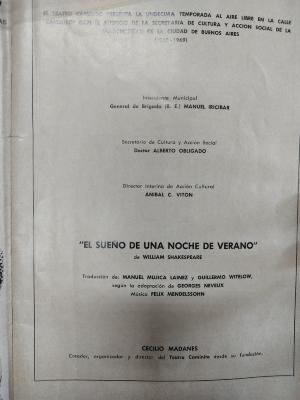 EL TEATRO CAMINITO PRESENTA LA UNDECIMA TEMPORADA AL AIRE LIBRE EN LA CALLE
CAMINITO CON EL AUSPICIO DE LA SECRETARIA DE CULTURA Y ACCION SOCIAL DE LA
MUNICIPALIDAD DE LA CIUDAD DE BUENOS AIRES
Intendente Municipal
General de Brigada (R. E.) MANUEL IRICIBAR
Secretario de Cultura y Acción Social
Doctor ALBERTO OBLIGADO
Director Interino de Acción Cultural
ANIBAL C. VITON
"EL SUEÑO DE UNA NOCHE DE VERANO"
de WILLIAM SHAKESPEARE
Traducción de: MANUEL MUJICA LAINEZ y GUILLERMO WITELOW,
según la adaptación de GEORGES NEVEUX
Música FELIX MENDELSSOHN
CECILIO MADANES
Creador, organizador y director del Teatro Caminito desde su fundación.